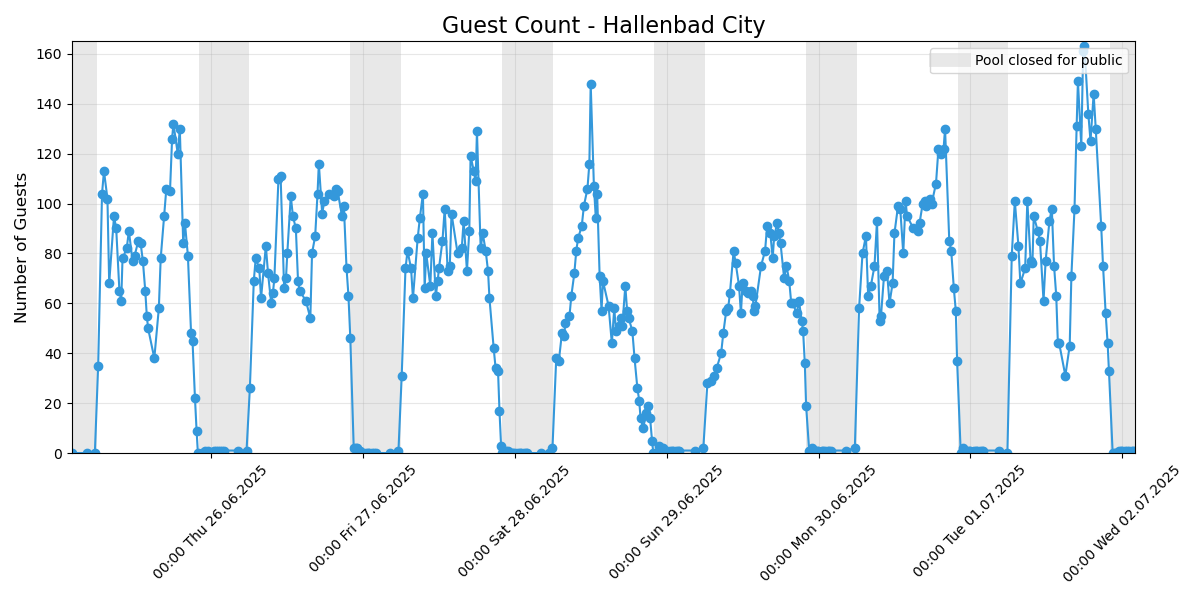 Guest Count - Hallenbad City
Pool closed for public
Number of Guests
160
140
120
100
80
60
40
20
0
00:00 Thu 26.06.2025
00:00 Fri 27.06.2025
00:00 Sat 28.06.2025
00:00 Sun 29.06.2025
00:00 Mon 30.06.2025
00:00 Tue 01.07.2025
00:00 Wed 02.07.2025